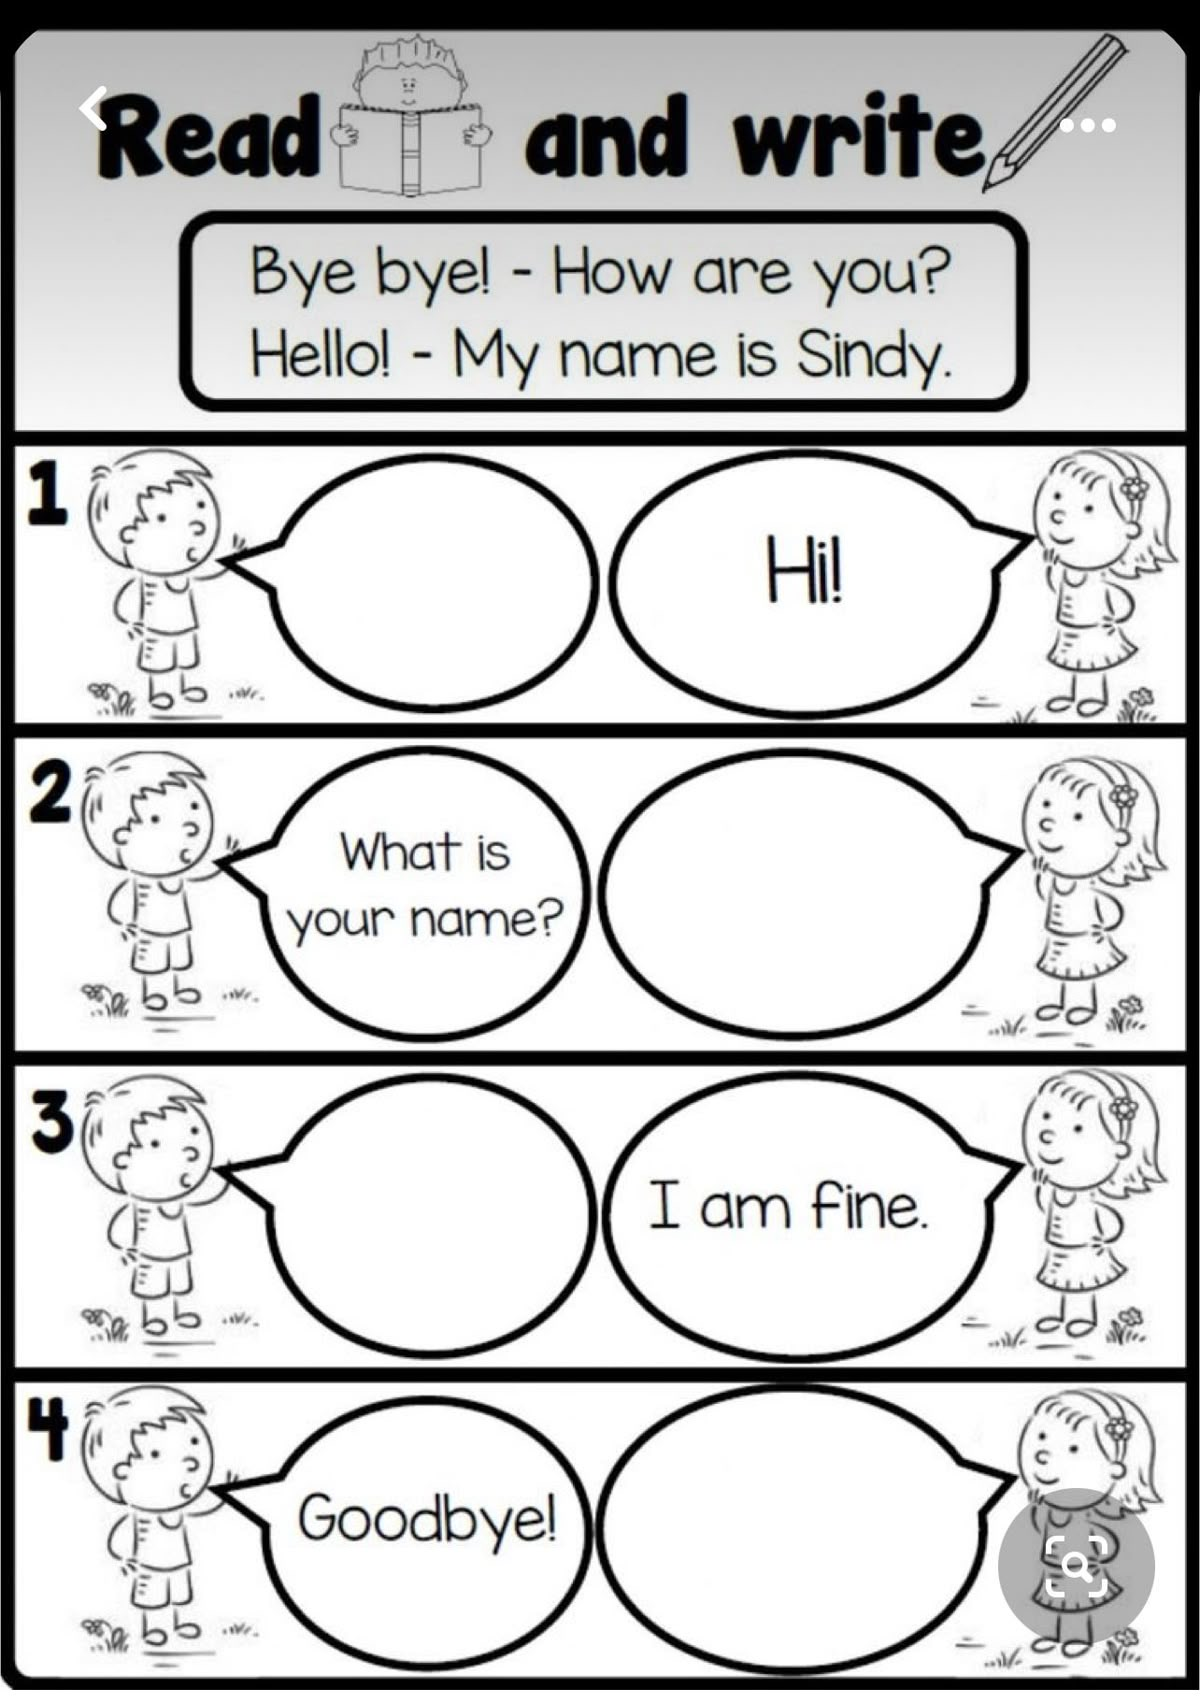 Read and write
Bye bye! - How are you?
Hello! - My name is Sindy.
1
Hi!
2
What is
your name?
3
I am fine.
4
Goodbye!